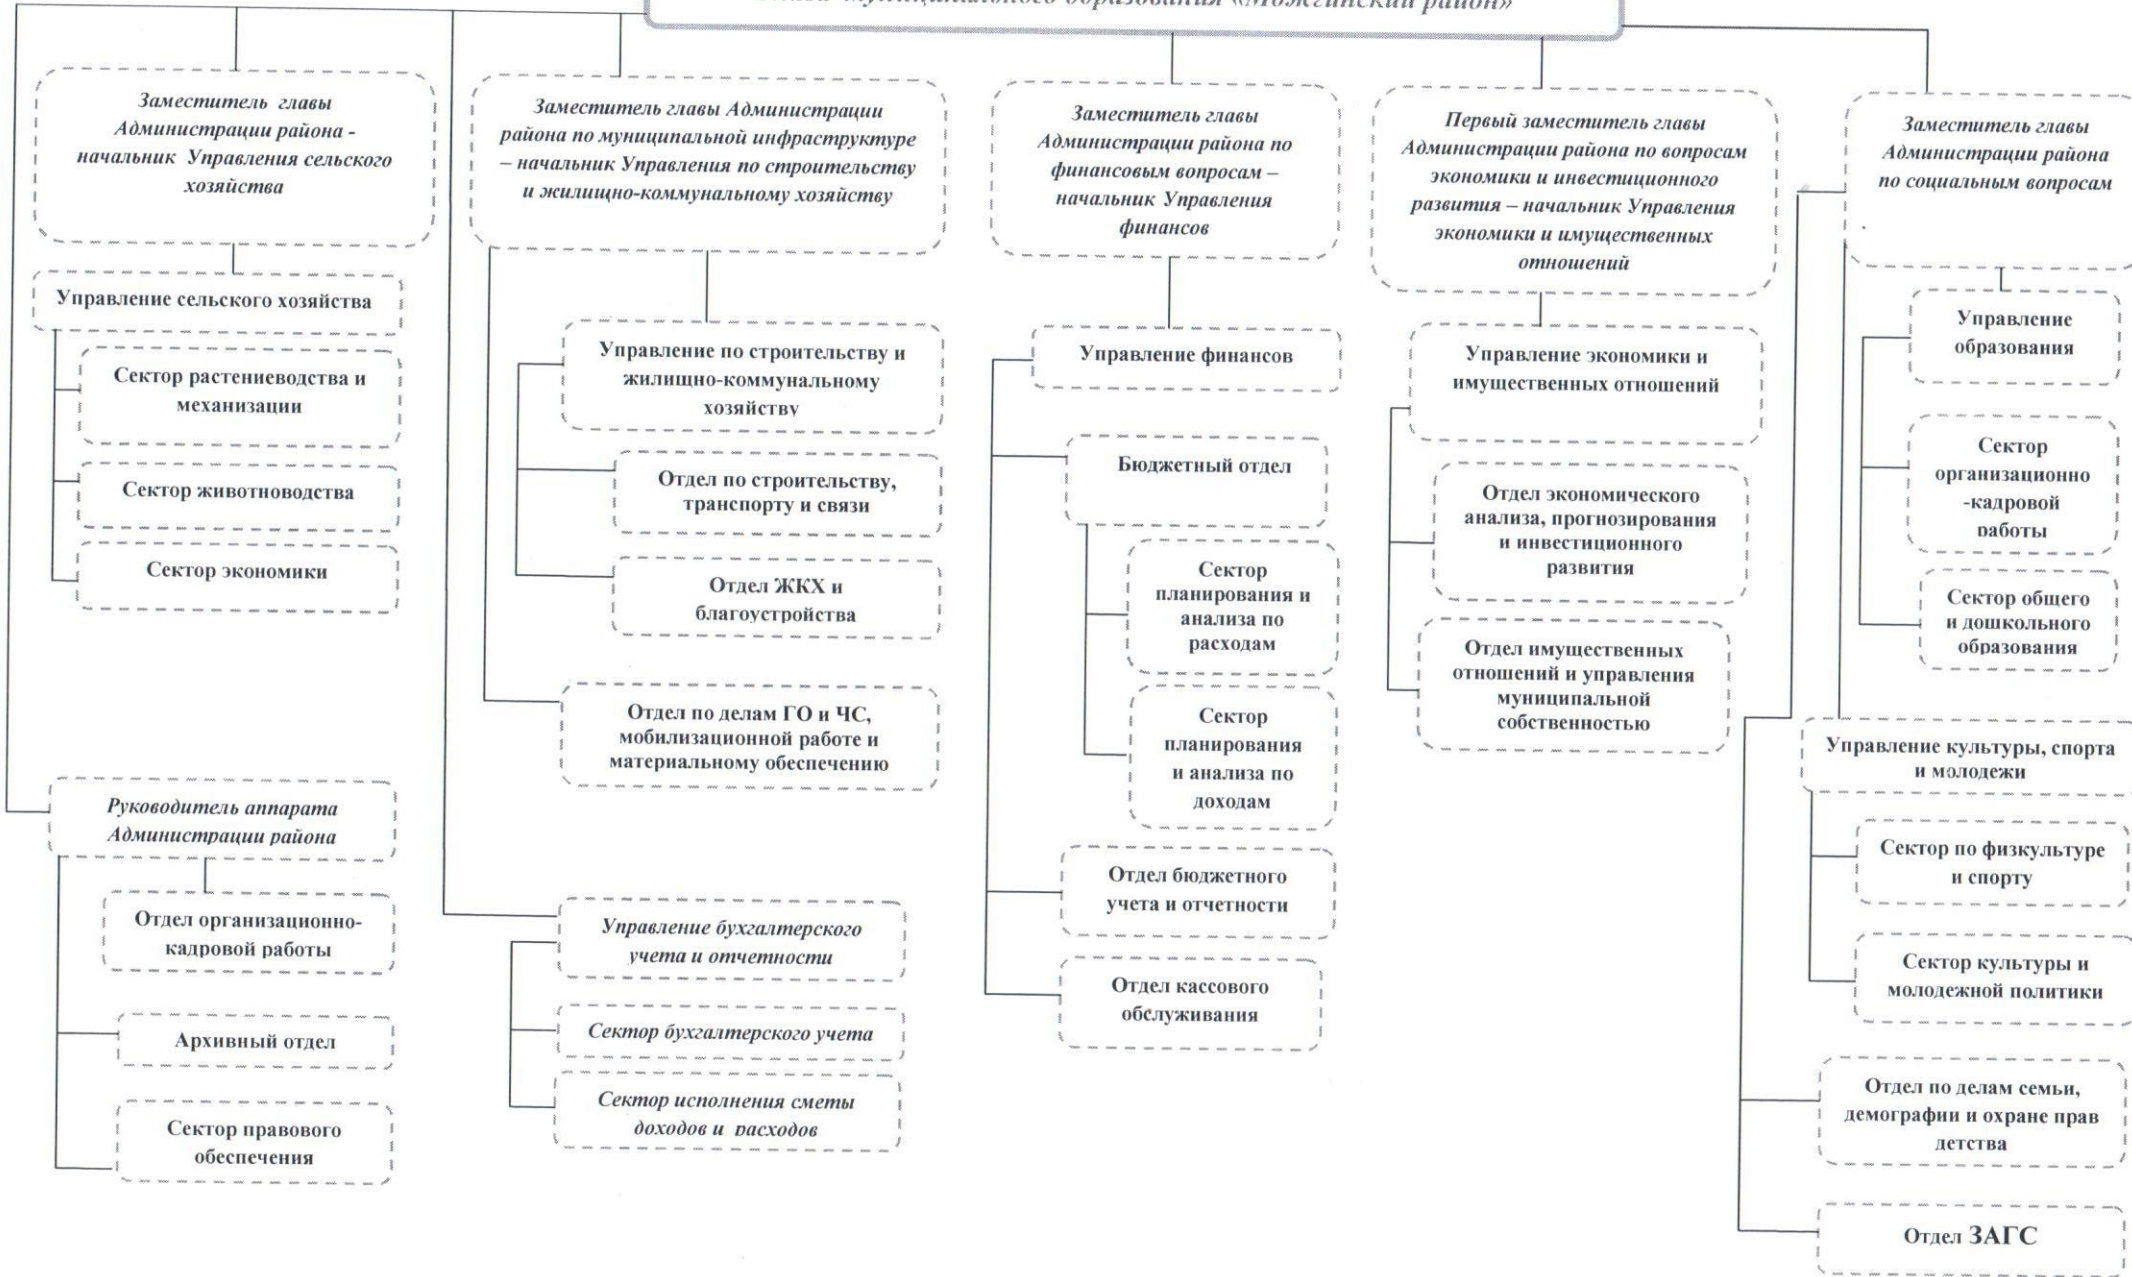 муниципального образования «Можгинский район»
Заместитель главы
Администрации района -
начальник Управления сельского
хозяйства
Управление сельского хозяйства
Сектор растениеводства и
механизации
Сектор животноводства
Сектор экономики
Руководитель аппарата
Администрации района
Отдел организационно-
кадровой работы
Архивный отдел
Сектор правового
обеспечения
Заместитель главы Администрации
района по муниципальной инфраструктуре
– начальник Управления по строительству
и жилищно-коммунальному хозяйству
Управление по строительству и
жилищно-коммунальному
хозяйству
Отдел по строительству,
транспорту и связи
Отдел ЖКХ и
благоустройства
Отдел по делам ГО и ЧС,
мобилизационной работе и
материальному обеспечению
Управление бухгалтерского
учета и отчетности
Сектор бухгалтерского учета
Сектор исполнения сметы
доходов и расходов
Заместитель главы
Администрации района по
финансовым вопросам –
начальник Управления
финансов
Управление финансов
Бюджетный отдел
Сектор
планирования и
анализа по
расходам
Сектор
планирования
и анализа по
доходам
Отдел бюджетного
учета и отчетности
Отдел кассового
обслуживания
Первый заместитель главы
Администрации района по вопросам
экономики и инвестиционного
развития – начальник Управления
экономики и имущественных
отношений
Управление экономики и
имущественных отношений
Отдел экономического
анализа, прогнозирования
и инвестиционного
развития
Отдел имущественных
отношений и управления
муниципальной
собственностью
Заместитель главы
Администрации района
по социальным вопросам
Управление
образования
Сектор
организационно
-кадровой
работы
Сектор общего
и дошкольного
образования
Управление культуры, спорта
и молодежи
Сектор по физкультуре
и спорту
Сектор культуры и
молодежной политики
Отдел по делам семьи,
демографии и охране прав
детства
Отдел ЗАГС